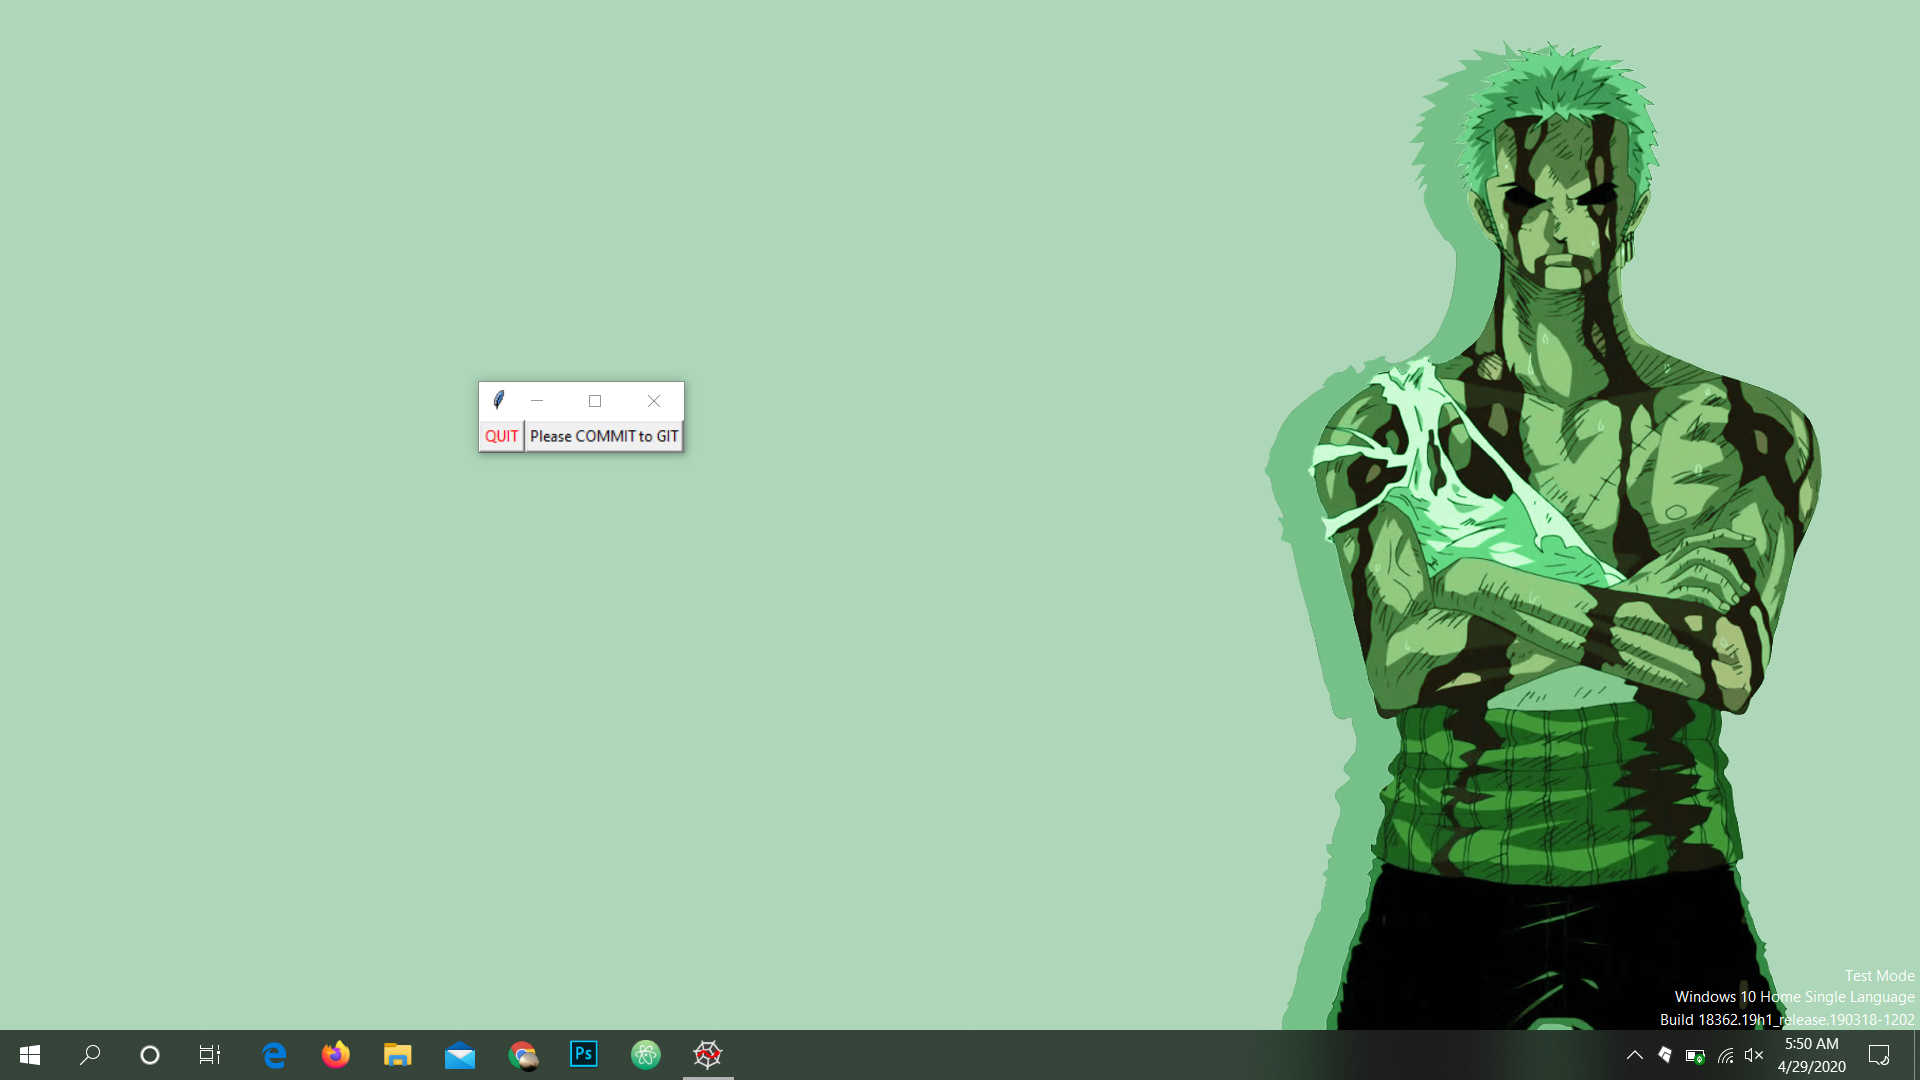 QUIT Please COMMIT to GIT
Test Mode
Windows 10 Home Single Language
Build 18362.19h1_release.190318-1202
Ps
5:50 AM
4/29/2020